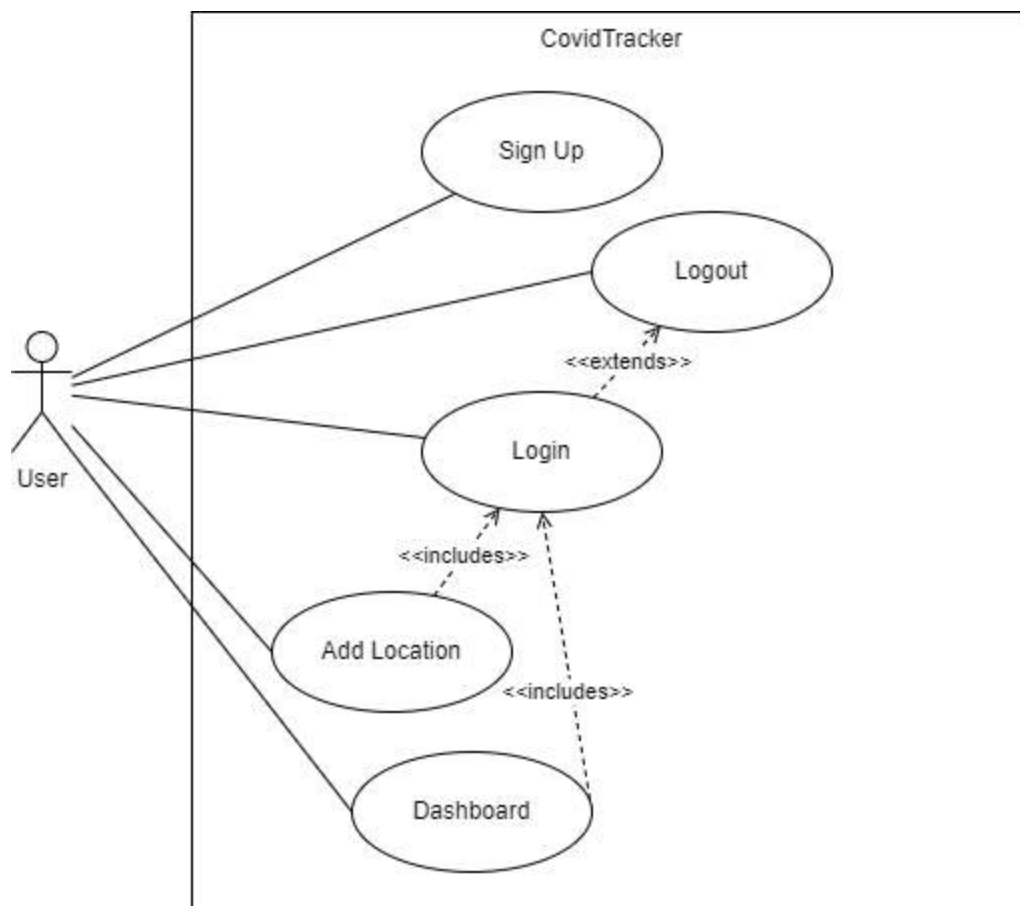 CovidTracker
Sign Up
Logout
<<extends>>
Login
User
<<includes>>
Add Location
<<includes>>
Dashboard